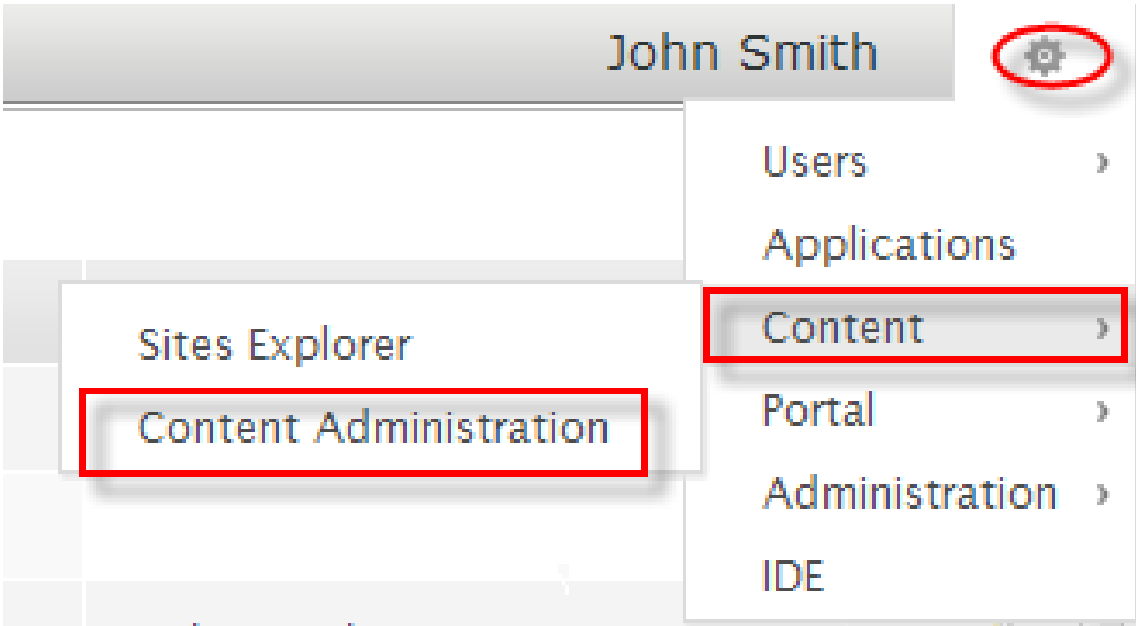 John Smith
Users
Applications
Content
Sites Explorer
Content Administration
Portal
Administration
IDE